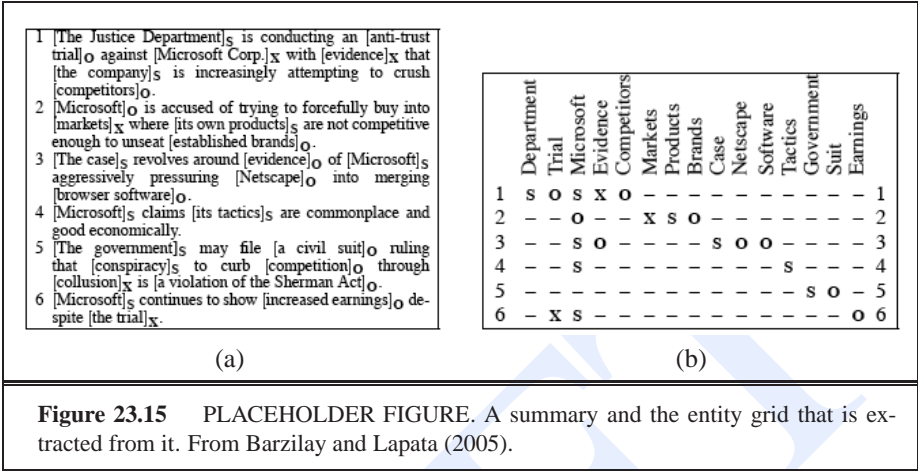 1 [The Justice Department]S is conducting an [anti-trust
trial]O against [Microsoft Corp.]X with [evidence]X that
[the company]S is increasingly attempting to crush
[competitors]O.
2 [Microsoft]O is accused of trying to forcefully buy into
[markets]X where [its own products]S are not competitive
enough to unseat [established brands]O.
3 [The case]S revolves around [evidence]O of [Microsoft]S
aggressively pressuring [Netscape]O into merging
[browser software]O.
4 [Microsoft]S claims [its tactics]S are commonplace and
good economically.
5 [The government]S may file [a civil suit]O ruling
that [conspiracy]S to curb [competition]O through
[collusion]X is [a violation of the Sherman Act]O.
6 [Microsoft]S continues to show [increased earnings]O de-
spite [the trial]X.
(a)
Department Trial Microsoft Evidence Competitors Markets Products Brands Case Netscape Software Tactics Government Suit Earnings
1 S O S X O – – – – – – – – – – 1
2 – – O – – X S O – – – – – – – 2
3 – – S O – – – – S O O – – – – 3
4 – – S – – – – – – – – S – – – 4
5 – – – – – – – – – – – – S O – 5
6 – X S – – – – – – – – – – – O 6
(b)
Figure 23.15 PLACEHOLDER FIGURE. A summary and the entity grid that is ex-
tracted from it. From Barzilay and Lapata (2005).